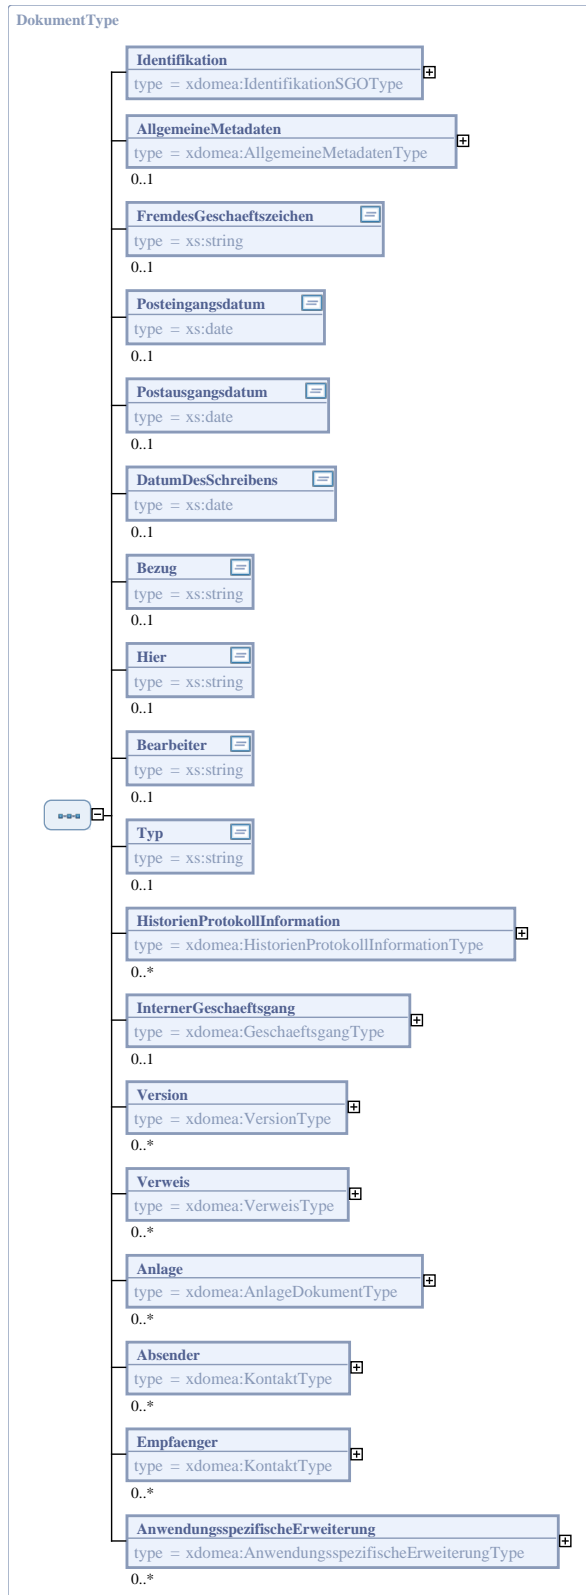 DokumentType
Identifikation
type = xdomea:IdentifikationSGOType
AllgemeineMetadaten
type = xdomea:AllgemeineMetadatenType
0..1
FremdesGeschaeftszeichen
type = xs:string
0..1
Posteingangsdatum
type = xs:date
0..1
Postausgangsdatum
type = xs:date
0..1
DatumDesSchreibens
type = xs:date
0..1
Bezug
type = xs:string
0..1
Hier
type = xs:string
0..1
Bearbeiter
type = xs:string
0..1
Typ
type = xs:string
0..1
HistorienProtokollInformation
type = xdomea:HistorienProtokollInformationType
0..*
InternerGeschaeftsgang
type = xdomea:GeschaeftsgangType
0..1
Version
type = xdomea:VersionType
0..*
Verweis
type = xdomea:VerweisType
0..*
Anlage
type = xdomea:AnlageDokumentType
0..*
Absender
type = xdomea:KontaktType
0..*
Empfaenger
type = xdomea:KontaktType
0..*
AnwendungsspezifischeErweiterung
type = xdomea:AnwendungsspezifischeErweiterungType
0..*